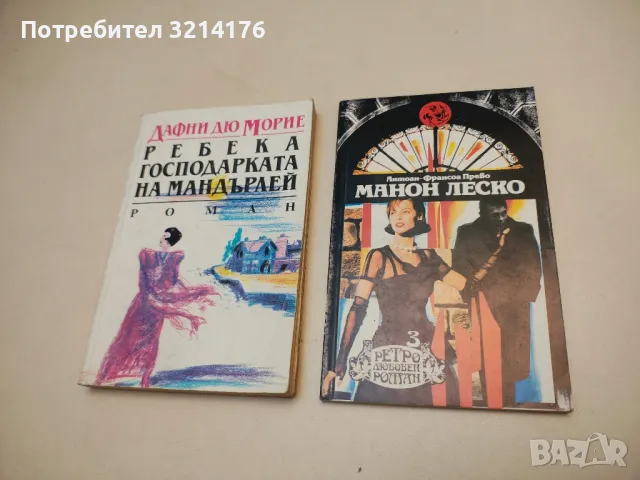 Потребител 3214176
ДАФНИ ДЮ МОРИЕ
РЕБЕКА
ГОСПОДАРКАТА
НА МАНДЪРЛЕЙ
РОМАН
Антоан-Франсоа Прево
МАНОН ЛЕСКО
3
РЕТРО
ЛЮБОВЕН
РОМАН
BAZAR
bg